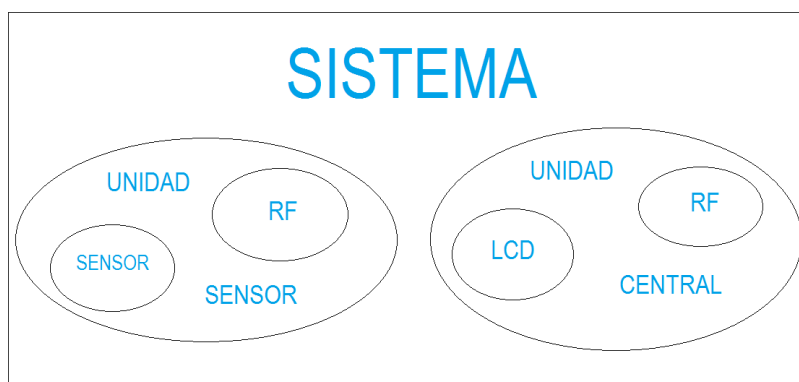 SISTEMA
UNIDAD
RF
SENSOR
SENSOR
UNIDAD
RF
LCD
CENTRAL